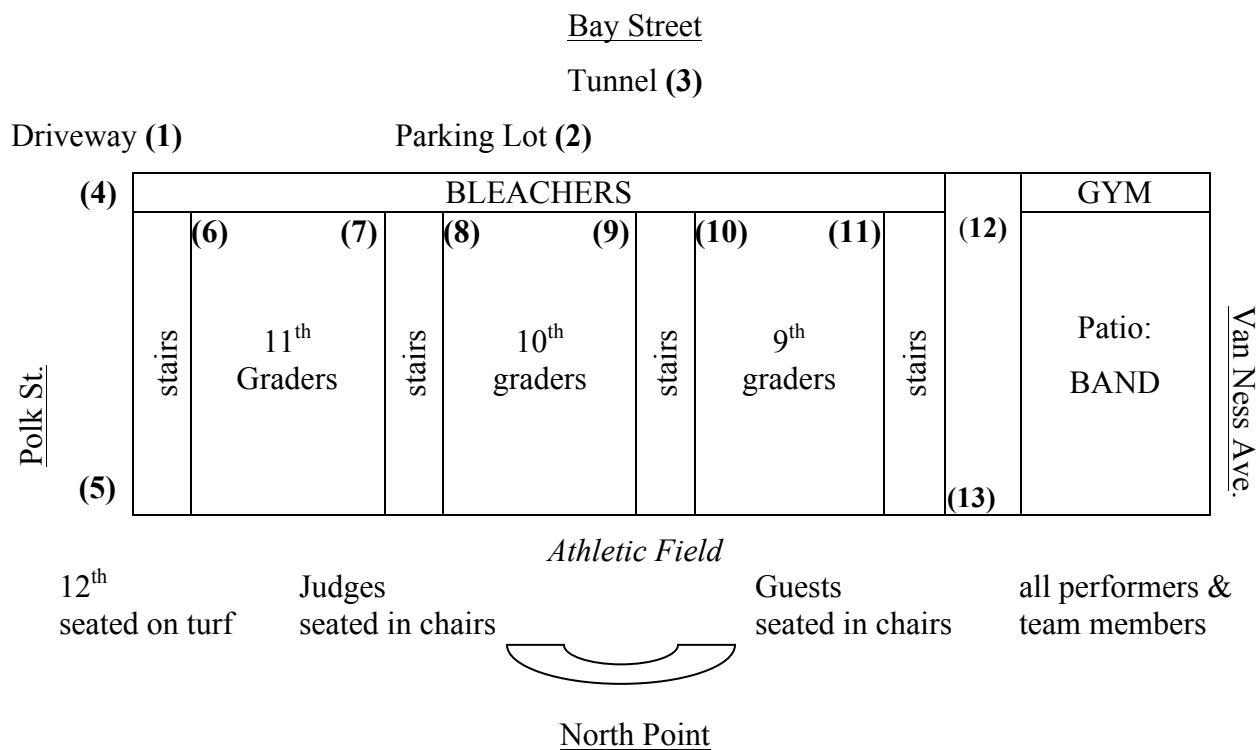 Bay Street
Tunnel (3)
Driveway (1)
Parking Lot (2)
(4)
BLEACHERS
GYM
(6)
(7)
(8)
(9)
(10)
(11)
(12)
stairs
11th
Graders
stairs
10th
graders
stairs
9th
graders
stairs
Patio:
BAND
Polk St.
Van Ness Ave.
(5)
(13)
Athletic Field
12th
seated on turf
Judges
seated in chairs
Guests
seated in chairs
all performers &
team members
North Point